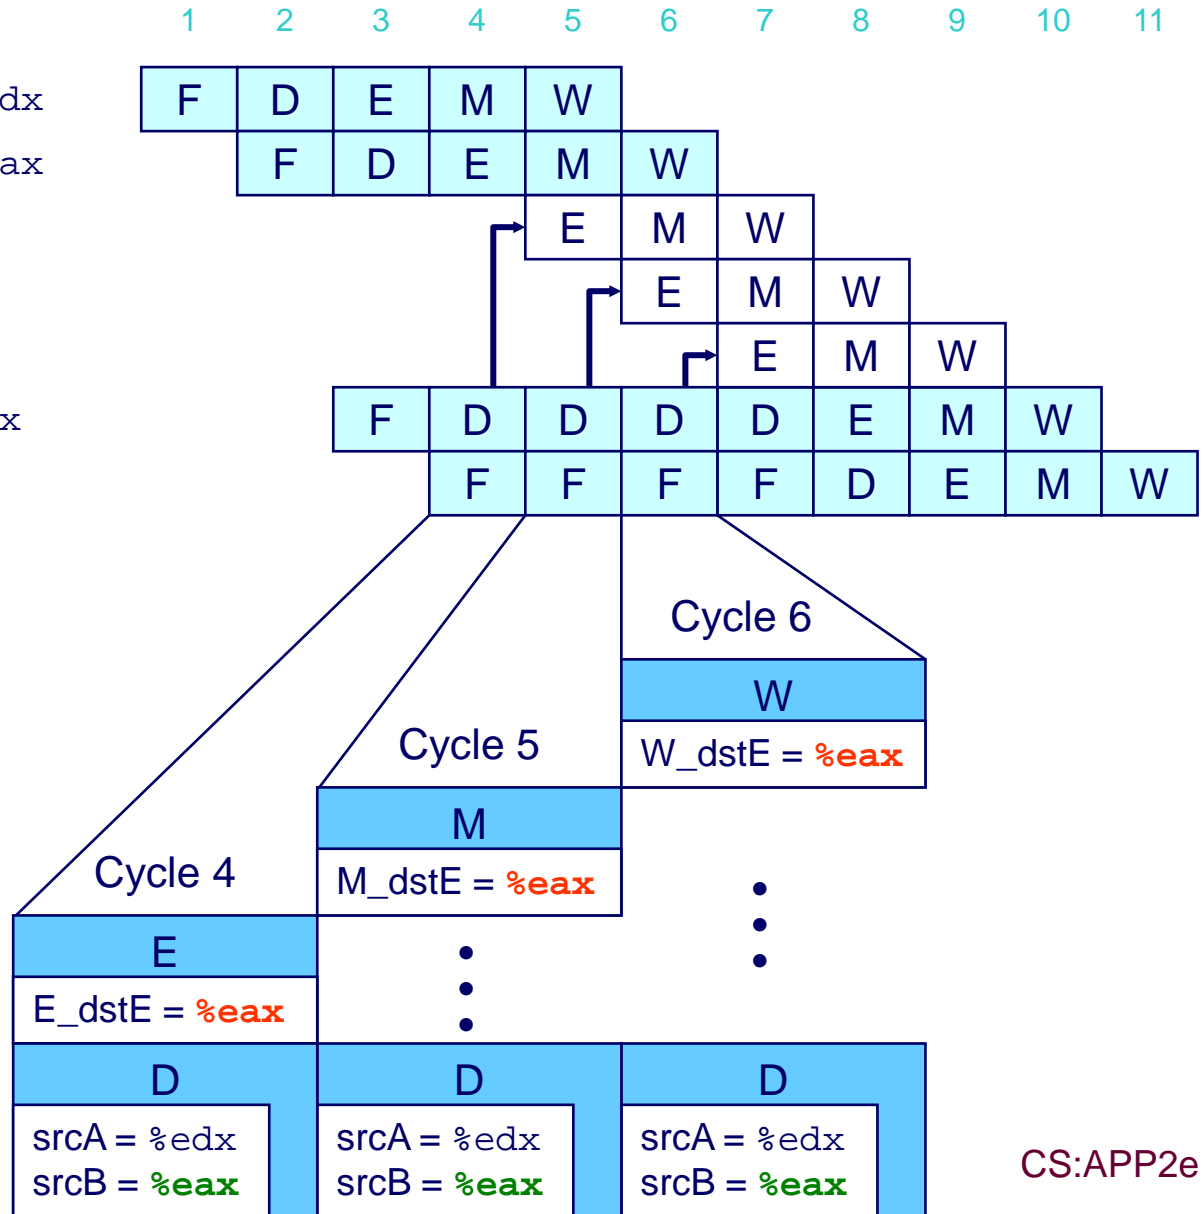 1 2 3 4 5 6 7 8 9 10 11
dx F D E M W
ax F D E M W
E M W
E M W
E M W
x F D D D D E M W
F F F F D E M W
Cycle 6
W
W_dstE = %eax
Cycle 5
M
M_dstE = %eax
Cycle 4
E
E_dstE = %eax
D D D
srcA = %edx srcA = %edx srcA = %edx
srcB = %eax srcB = %eax srcB = %eax
CS:APP2e